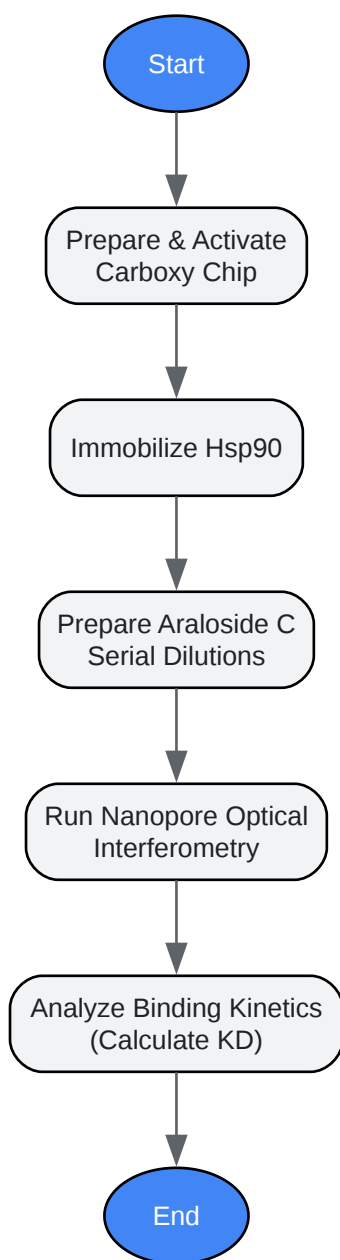 Start
Prepare & Activate
Carboxy Chip
Immobilize Hsp90
Prepare Araloside C
Serial Dilutions
Run Nanopore Optical
Interferometry
Analyze Binding Kinetics
(Calculate KD)
End